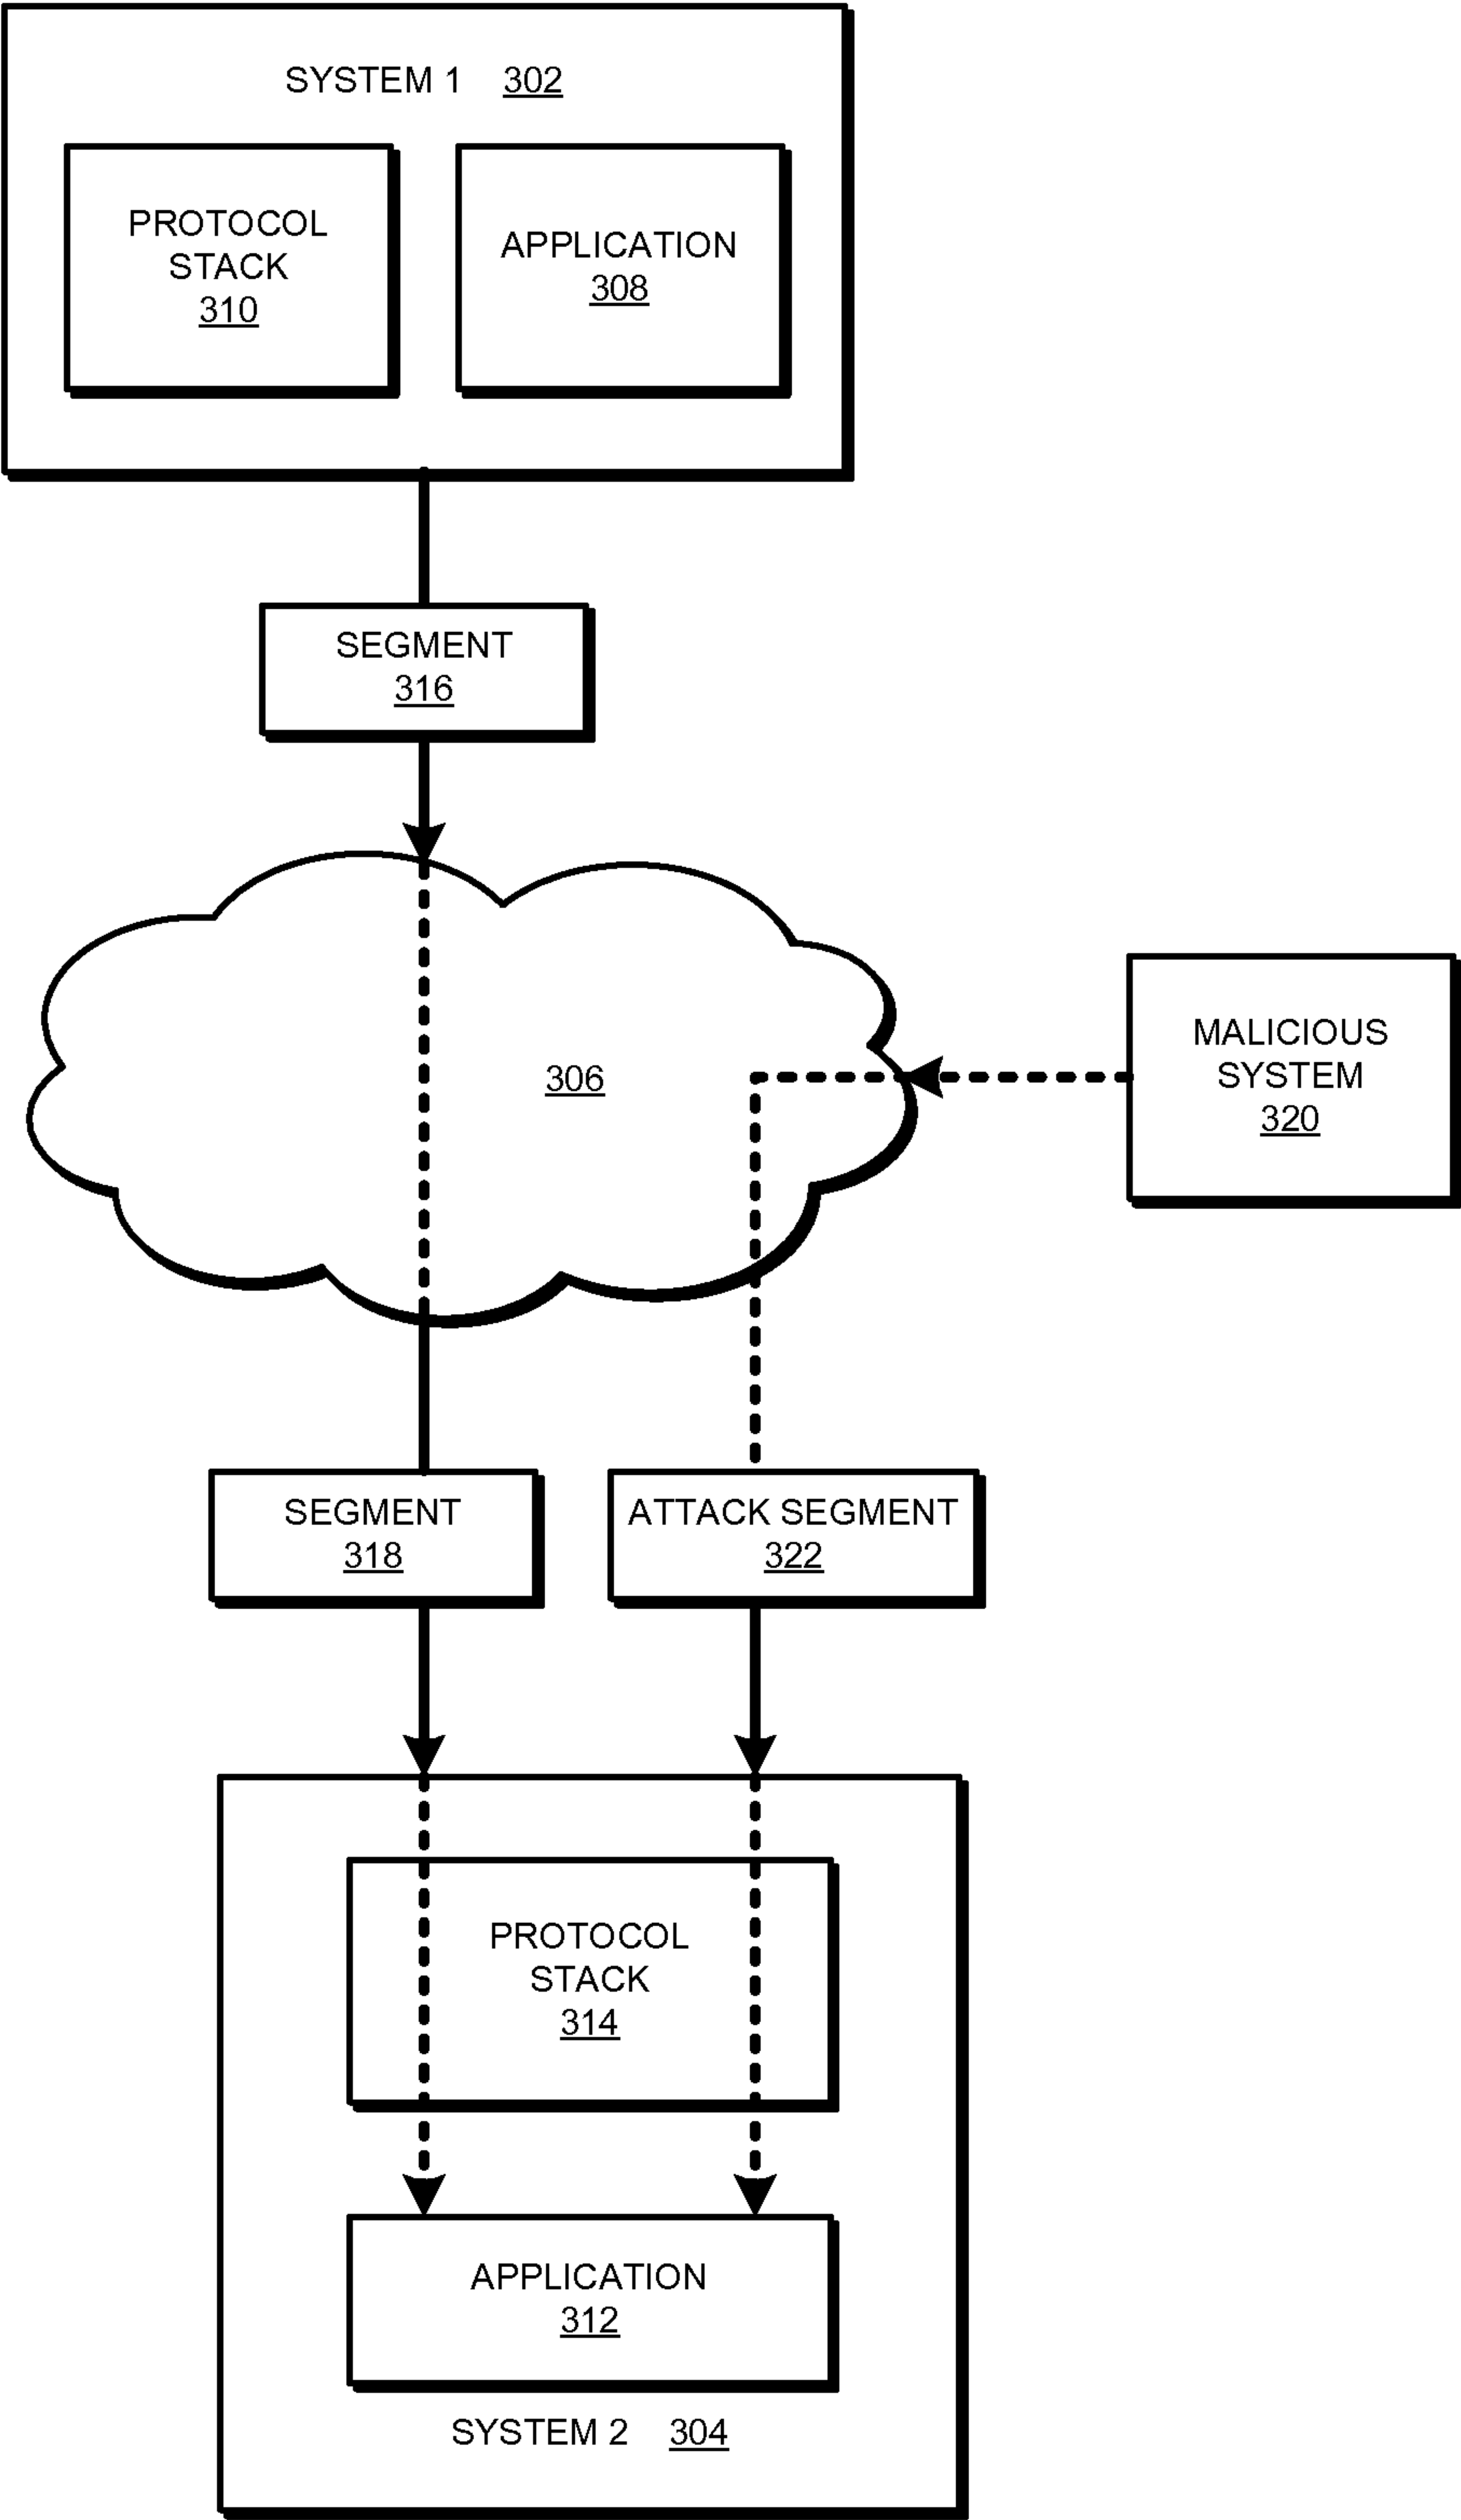 SYSTEM 1 302
PROTOCOL
STACK
310
APPLICATION
308
SEGMENT
316
306
MALICIOUS
SYSTEM
320
SEGMENT
318
ATTACK SEGMENT
322
PROTOCOL
STACK
314
APPLICATION
312
SYSTEM 2 304